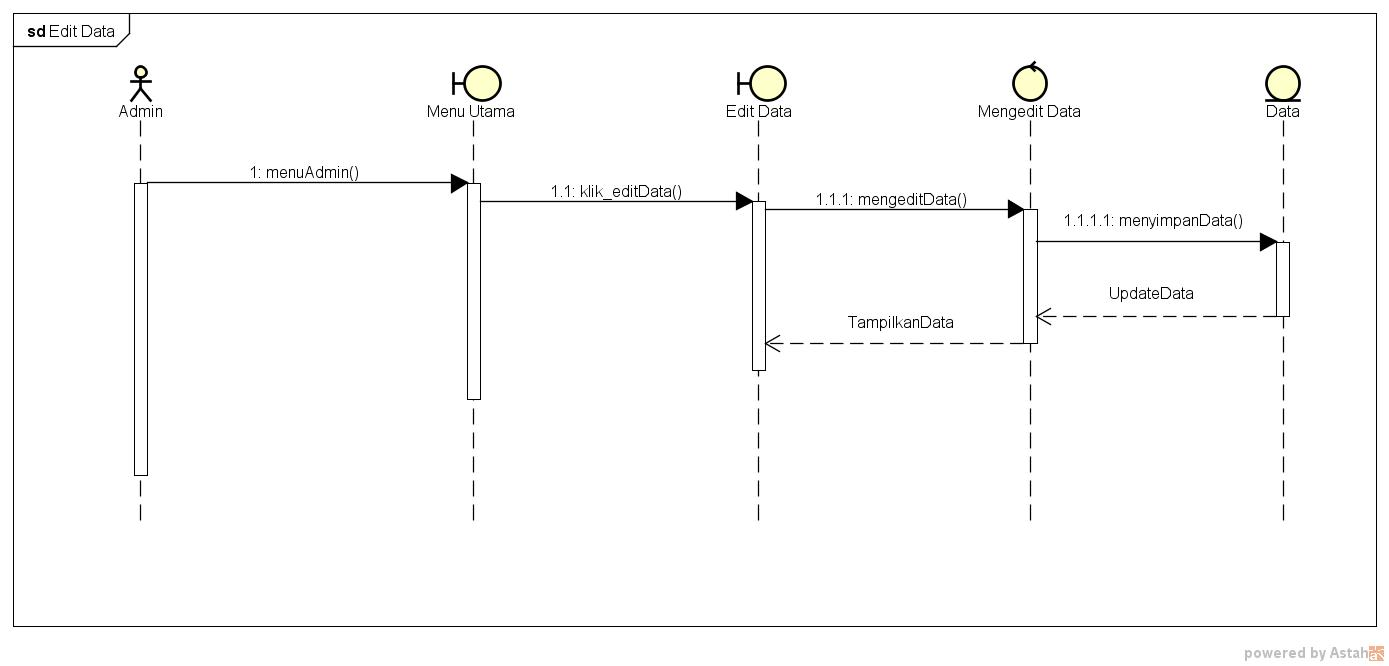 sd Edit Data
Admin
Menu Utama
Edit Data
Mengedit Data
Data
1: menuAdmin()
1.1: klik_editData()
1.1.1: mengeditData()
1.1.1.1: menyimpanData()
UpdateData
TampilkanData
powered by Astah